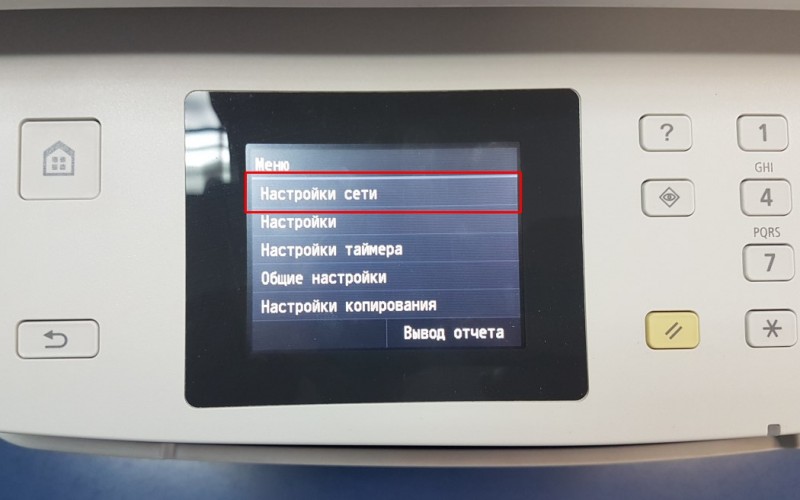 Меню
Настройки сети
Настройки
Настройки таймера
Общие настройки
Настройки копирования
Вывод отчета
?
1
GHI
4
PQRS
7
*